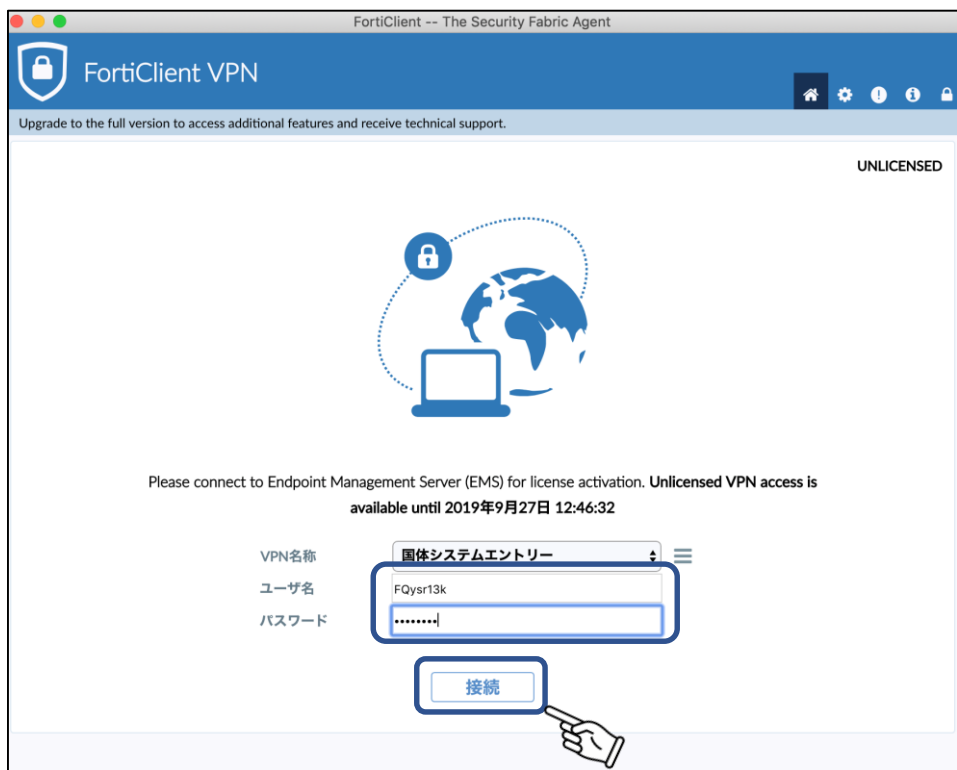 FortiClient -- The Security Fabric Agent
FortiClient VPN
Upgrade to the full version to access additional features and receive technical support.
UNLICENSED
Please connect to Endpoint Management Server (EMS) for license activation. Unlicensed VPN access is
available until 2019年9月27日 12:46:32
VPN名称 国体システムエントリー
ユーザ名 FQysr13k
パスワード ••••••••
接続